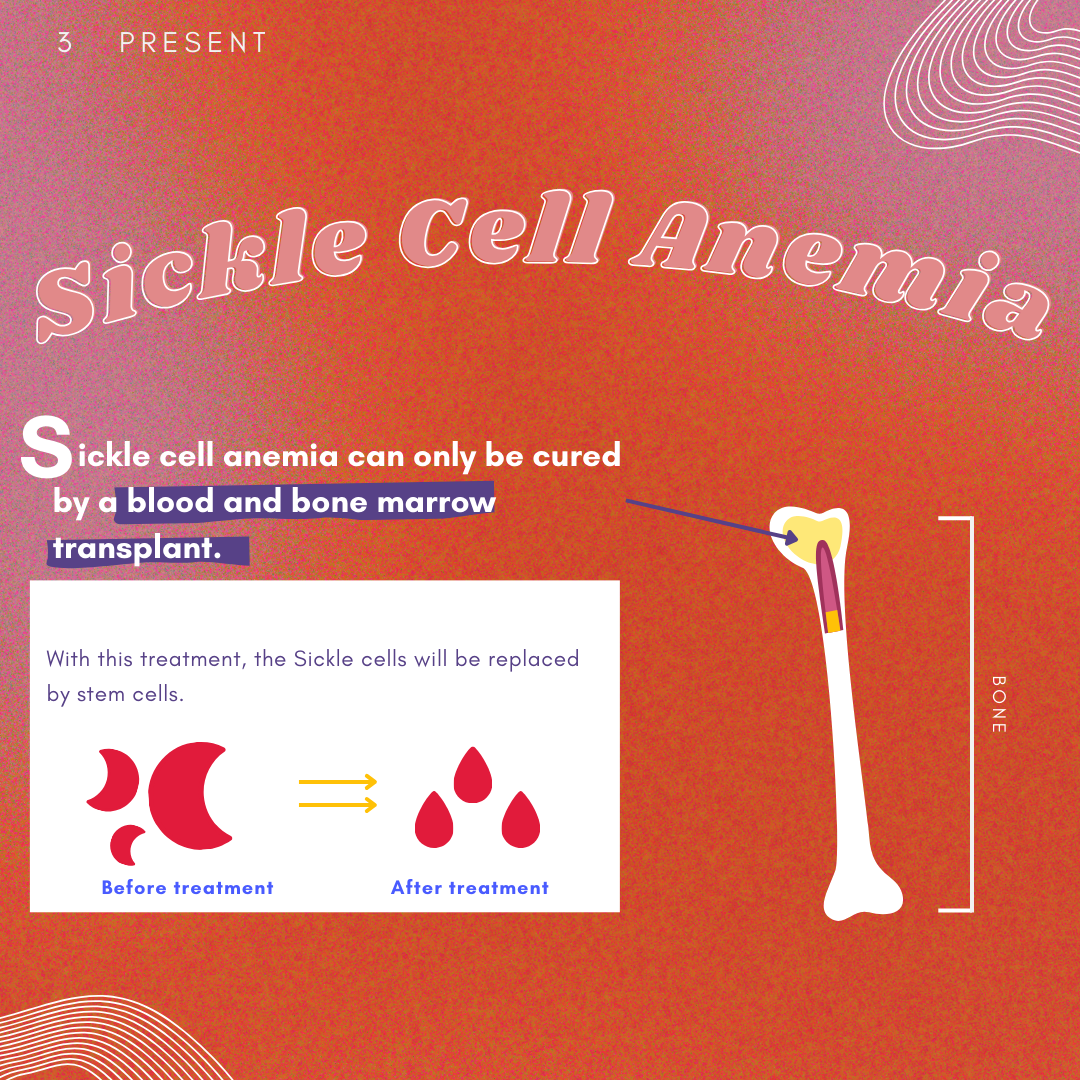 3 PRESENT
Sickle Cell Anemia
Sickle cell anemia can only be cured
by a blood and bone marrow
transplant.
With this treatment, the Sickle cells will be replaced
by stem cells.
Before treatment
After treatment
BONE